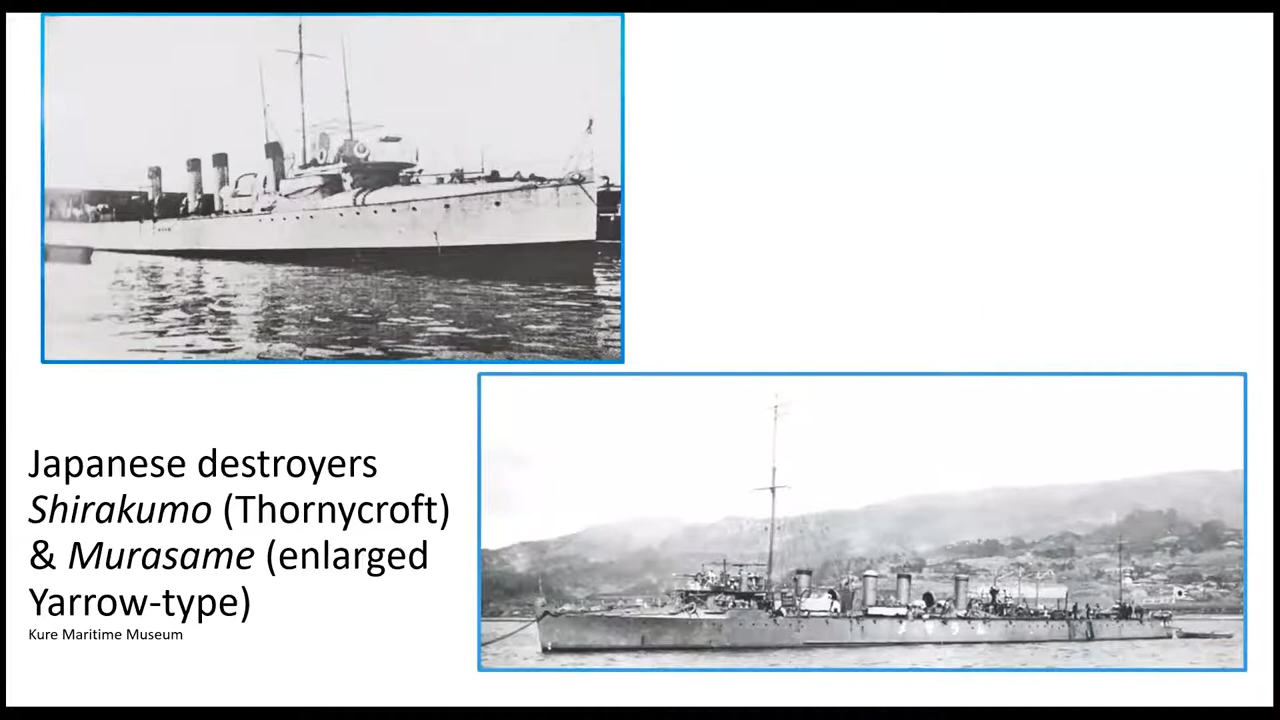 Japanese destroyers
Shirakumo (Thornycroft)
& Murasame (enlarged
Yarrow-type)
Kure Maritime Museum